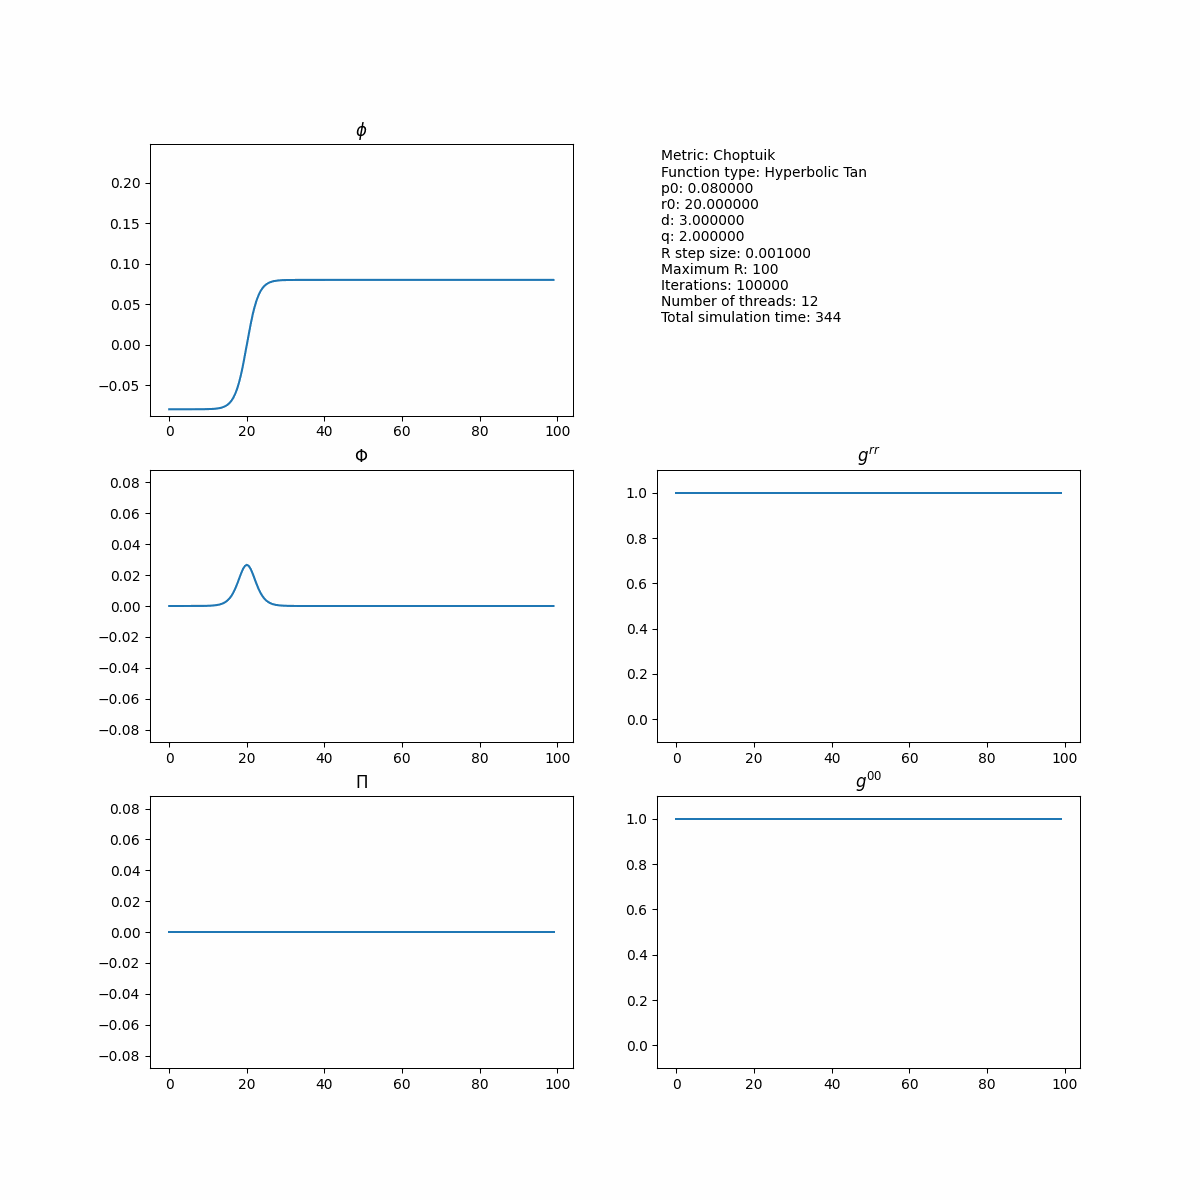 ϕ
0.20
0.15
0.10
0.05
0.00
−0.05
0 20 40 60 80 100
Metric: Choptuik
Function type: Hyperbolic Tan
p0: 0.080000
r0: 20.000000
d: 3.000000
q: 2.000000
R step size: 0.001000
Maximum R: 100
Iterations: 100000
Number of threads: 12
Total simulation time: 344
Φ
0.08
0.06
0.04
0.02
0.00
−0.02
−0.04
−0.06
−0.08
0 20 40 60 80 100
g^{rr}
1.0
0.8
0.6
0.4
0.2
0.0
0 20 40 60 80 100
Π
0.08
0.06
0.04
0.02
0.00
−0.02
−0.04
−0.06
−0.08
0 20 40 60 80 100
g^{00}
1.0
0.8
0.6
0.4
0.2
0.0
0 20 40 60 80 100